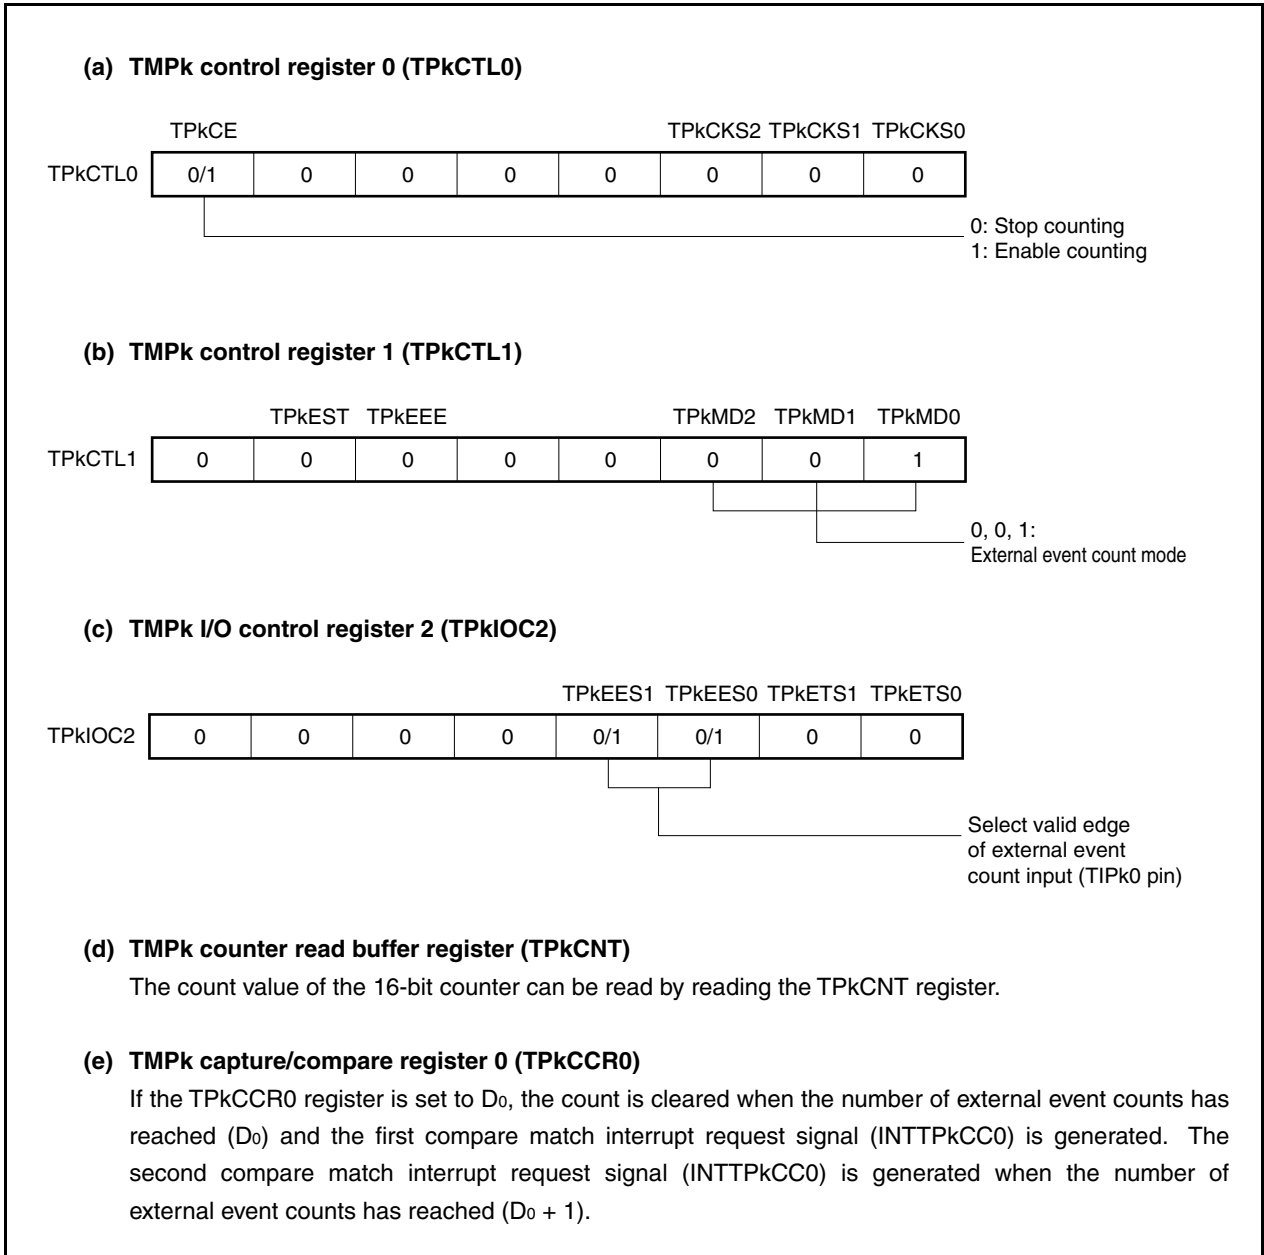 (a) TMPk control register 0 (TPkCTL0)
TPkCE TPkCKS2 TPkCKS1 TPkCKS0
TPkCTL0 0/1 0 0 0 0 0 0 0
0: Stop counting
1: Enable counting
(b) TMPk control register 1 (TPkCTL1)
TPkEST TPkEEE TPkMD2 TPkMD1 TPkMD0
TPkCTL1 0 0 0 0 0 0 0 1
0, 0, 1:
External event count mode
(c) TMPk I/O control register 2 (TPkIOC2)
TPkEES1 TPkEES0 TPkETS1 TPkETS0
TPkIOC2 0 0 0 0 0/1 0/1 0 0
Select valid edge
of external event
count input (TIPk0 pin)
(d) TMPk counter read buffer register (TPkCNT)
The count value of the 16-bit counter can be read by reading the TPkCNT register.
(e) TMPk capture/compare register 0 (TPkCCR0)
If the TPkCCR0 register is set to D0, the count is cleared when the number of external event counts has
reached (D0) and the first compare match interrupt request signal (INTTPkCC0) is generated. The
second compare match interrupt request signal (INTTPkCC0) is generated when the number of
external event counts has reached (D0 + 1).